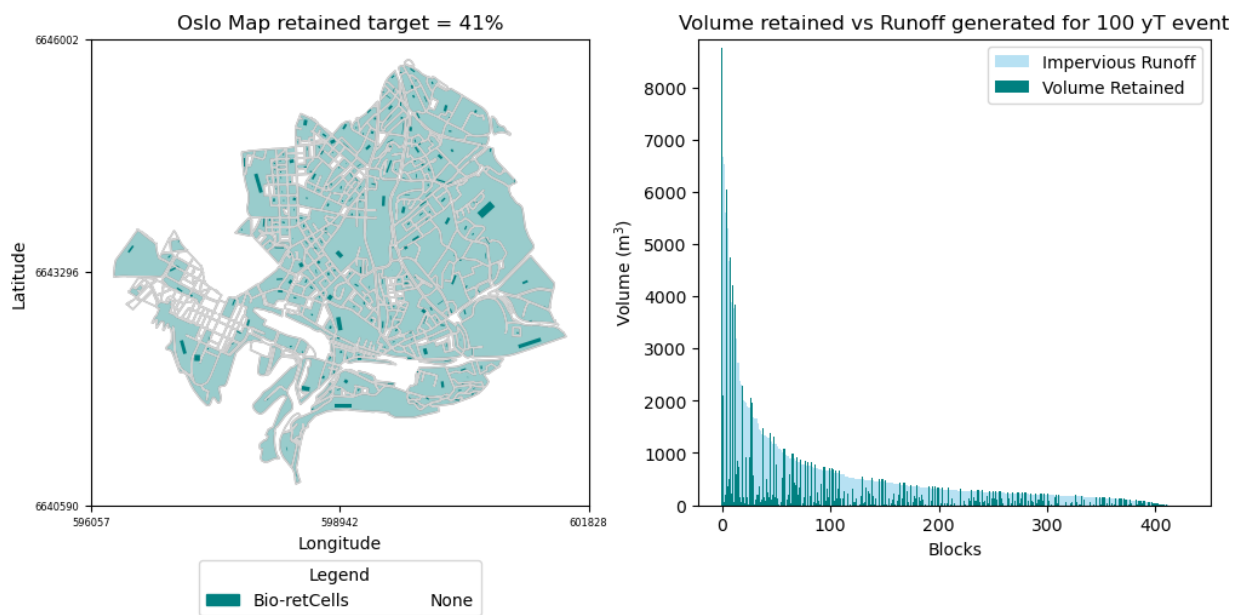 Oslo Map retained target = 41%
6646002
6643296
6640590
Latitude
596057
598942
601828
Longitude
Legend
Bio-retCells
None
Volume retained vs Runoff generated for 100 yT event
Impervious Runoff
Volume Retained
8000
7000
6000
5000
4000
3000
2000
1000
0
Volume (m³)
0
100
200
300
400
Blocks